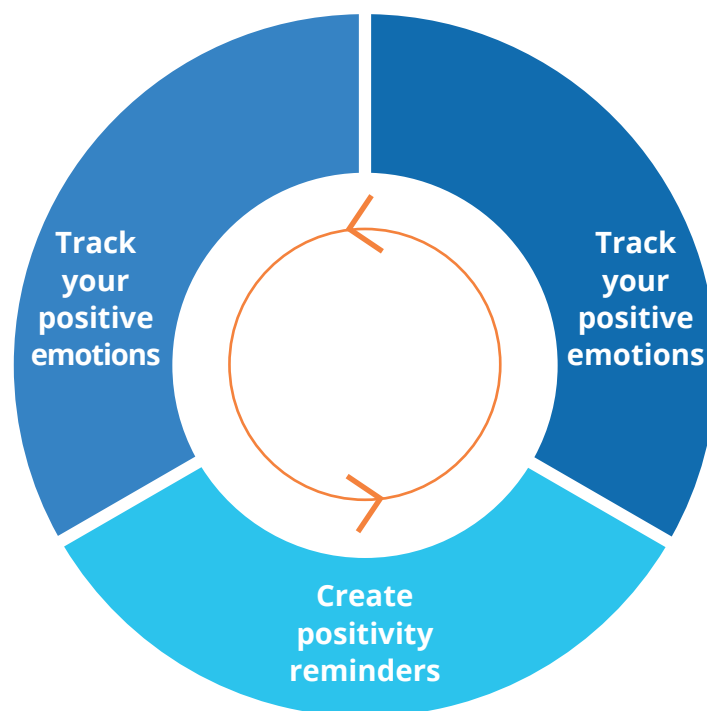 Track
your
positive
emotions
Track
your
positive
emotions
Create
positivity
reminders